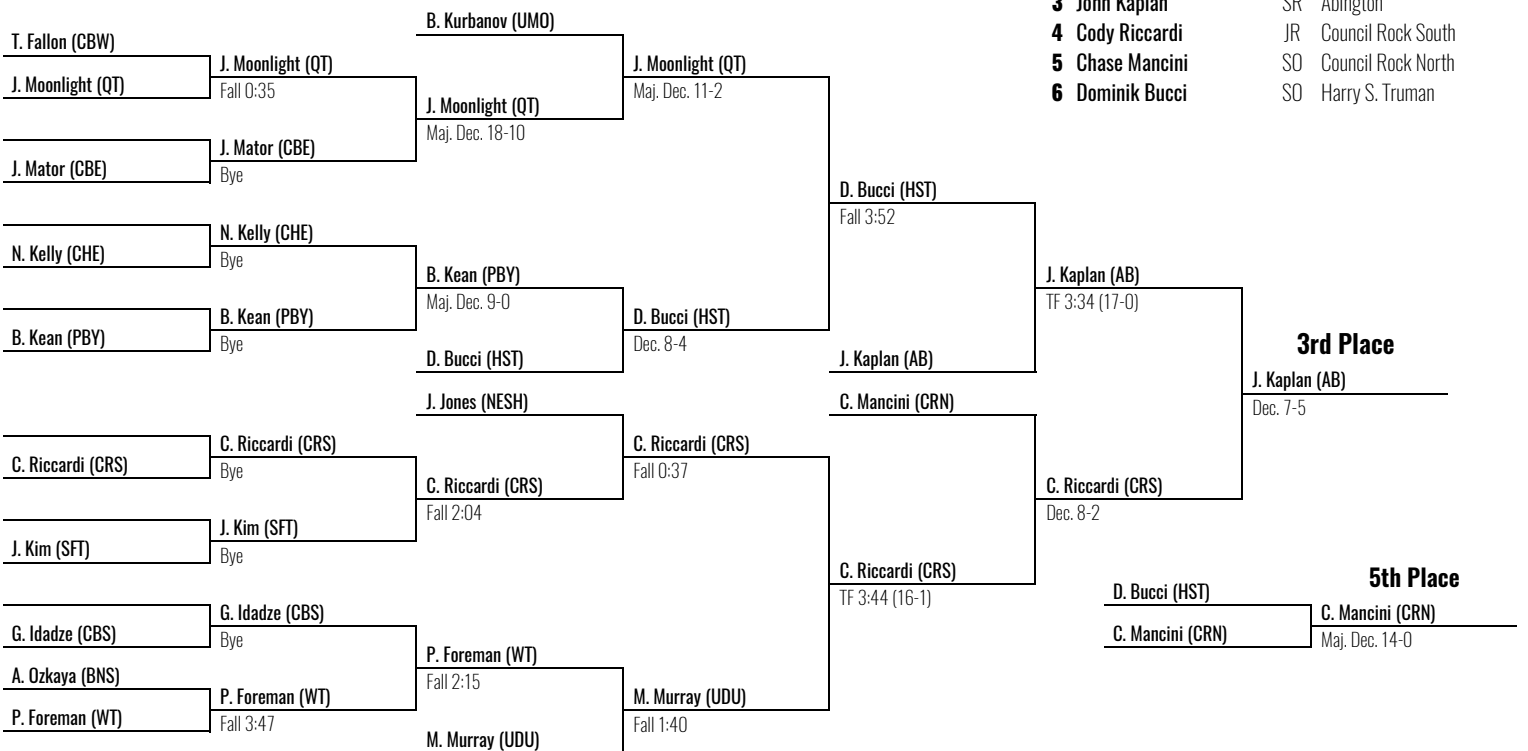 3 John Kaplan SR Abington
4 Cody Riccardi JR Council Rock South
5 Chase Mancini SO Council Rock North
6 Dominik Bucci SO Harry S. Truman
T. Fallon (CBW)
J. Moonlight (QT)
J. Mator (CBE)
N. Kelly (CHE)
B. Kean (PBY)
C. Riccardi (CRS)
J. Kim (SFT)
G. Idadze (CBS)
A. Ozkaya (BNS)
P. Foreman (WT)
J. Moonlight (QT)
Fall 0:35
J. Mator (CBE)
Bye
N. Kelly (CHE)
Bye
B. Kean (PBY)
Bye
C. Riccardi (CRS)
Bye
J. Kim (SFT)
Bye
G. Idadze (CBS)
Bye
P. Foreman (WT)
Fall 3:47
B. Kurbanov (UMO)
J. Moonlight (QT)
Maj. Dec. 18-10
B. Kean (PBY)
Maj. Dec. 9-0
D. Bucci (HST)
J. Jones (NESH)
C. Riccardi (CRS)
Fall 2:04
P. Foreman (WT)
Fall 2:15
M. Murray (UDU)
J. Moonlight (QT)
Maj. Dec. 11-2
D. Bucci (HST)
Dec. 8-4
C. Riccardi (CRS)
Fall 0:37
M. Murray (UDU)
Fall 1:40
D. Bucci (HST)
Fall 3:52
J. Kaplan (AB)
C. Mancini (CRN)
C. Riccardi (CRS)
TF 3:44 (16-1)
J. Kaplan (AB)
TF 3:34 (17-0)
C. Riccardi (CRS)
Dec. 8-2
3rd Place
J. Kaplan (AB)
Dec. 7-5
5th Place
D. Bucci (HST)
C. Mancini (CRN)
C. Mancini (CRN)
Maj. Dec. 14-0